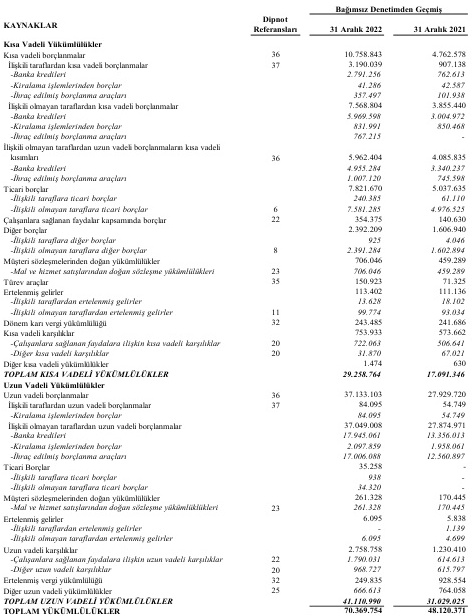 Bağımsız Denetimden Geçmiş
KAYNAKLAR Dipnot Referansları 31 Aralık 2022 31 Aralık 2021
Kısa Vadeli Yükümlülükler
Kısa vadeli borçlanmalar 36 10.758.843 4.762.578
İlişkili taraflardan kısa vadeli borçlanmalar 37 3.190.039 907.138
-Banka kredileri 2.791.256 762.613
-Kiralama işlemlerinden borçlar 41.286 42.587
-İhraç edilmiş borçlanma araçları 357.497 101.938
İlişkili olmayan taraflardan kısa vadeli borçlanmalar 7.568.804 3.855.440
-Banka kredileri 5.969.598 3.004.972
-Kiralama işlemlerinden borçlar 831.991 850.468
-İhraç edilmiş borçlanma araçları 767.215 -
İlişkili olmayan taraflardan uzun vadeli borçlanmaların kısa vadeli
kısımları 36 5.962.404 4.085.835
-Banka kredileri 4.955.284 3.340.237
-İhraç edilmiş borçlanma araçları 1.007.120 745.598
Ticari borçlar 7.821.670 5.037.635
-İlişkili taraflara ticari borçlar 240.385 61.110
-İlişkili olmayan taraflara ticari borçlar 6 7.581.285 4.976.525
Çalışanlara sağlanan faydalar kapsamında borçlar 22 354.375 140.630
Diğer borçlar 2.392.209 1.606.940
-İlişkili taraflara diğer borçlar 925 4.046
-İlişkili olmayan taraflara diğer borçlar 8 2.391.284 1.602.894
Müşteri sözleşmelerinden doğan yükümlülükler 706.046 459.289
-Mal ve hizmet satışlarından doğan sözleşme yükümlülükleri 23 706.046 459.289
Türev araçlar 35 150.923 71.325
Ertelenmiş gelirler 113.402 111.136
-İlişkili taraflardan ertelenmiş gelirler 13.628 18.102
-İlişkili olmayan taraflardan ertelenmiş gelirler 11 99.774 93.034
Dönem karı vergi yükümlülüğü 32 243.485 241.686
Kısa vadeli karşılıklar 753.933 573.662
-Çalışanlara sağlanan faydalara ilişkin kısa vadeli karşılıklar 20 722.063 506.641
-Diğer kısa vadeli karşılıklar 20 31.870 67.021
Diğer kısa vadeli yükümlülükler 1.474 630
TOPLAM KISA VADELİ YÜKÜMLÜLÜKLER 29.258.764 17.091.346
Uzun Vadeli Yükümlülükler
Uzun vadeli borçlanmalar 36 37.133.103 27.929.720
İlişkili taraflardan uzun vadeli borçlanmalar 37 84.095 54.749
-Kiralama işlemlerinden borçlar 84.095 54.749
İlişkili olmayan taraflardan uzun vadeli borçlanmalar 37.049.008 27.874.971
-Banka kredileri 17.945.061 13.356.013
-Kiralama işlemlerinden borçlar 2.097.859 1.958.061
-İhraç edilmiş borçlanma araçları 17.006.088 12.560.897
Ticari Borçlar 35.258 -
-İlişkili taraflara ticari borçlar 938 -
-İlişkili olmayan taraflara ticari borçlar 34.320 -
Müşteri sözleşmelerinden doğan yükümlülükler 261.328 170.445
-Mal ve hizmet satışlarından doğan sözleşme yükümlüklükleri 23 261.328 170.445
Ertelenmiş gelirler 6.095 5.838
-İlişkili taraflardan ertelenmiş gelirler - 1.139
-İlişkili olmayan taraflardan ertelenmiş gelirler 6.095 4.699
Uzun vadeli karşılıklar 2.758.758 1.230.410
-Çalışanlara sağlanan faydalara ilişkin uzun vadeli karşılıklar 22 1.790.031 614.613
-Diğer uzun vadeli karşılıklar 20 968.727 615.797
Ertelenmiş vergi yükümlülüğü 32 249.835 928.554
Diğer uzun vadeli yükümlülükler 25 666.613 764.058
TOPLAM UZUN VADELİ YÜKÜMLÜLÜKLER 41.110.990 31.029.025
TOPLAM YÜKÜMLÜLÜKLER 70.369.754 48.120.371